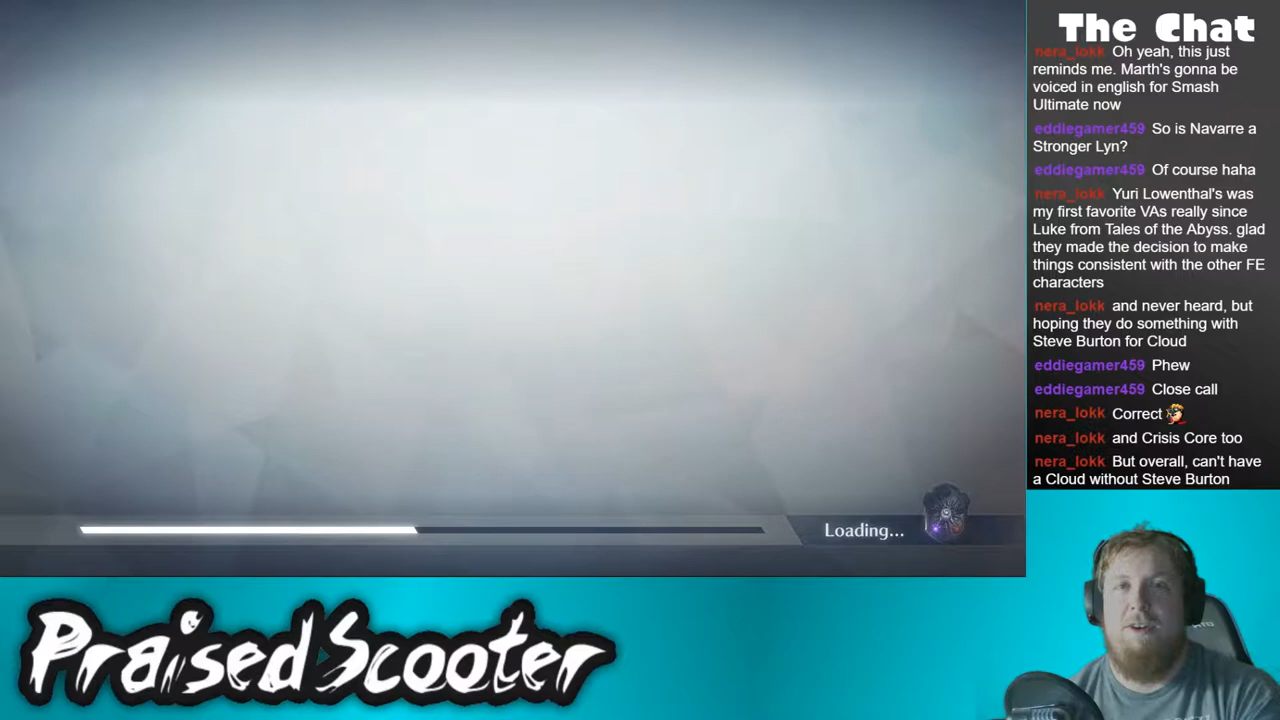 The Chat
nera_lokk Oh yeah, this just
reminds me. Marth's gonna be
voiced in english for Smash
Ultimate now
eddiegamer459 So is Navarre a
Stronger Lyn?
eddiegamer459 Of course haha
nera_lokk Yuri Lowenthal's was
my first favorite VAs really since
Luke from Tales of the Abyss. glad
they made the decision to make
things consistent with the other FE
characters
nera_lokk and never heard, but
hoping they do something with
Steve Burton for Cloud
eddiegamer459 Phew
eddiegamer459 Close call
nera_lokk Correct
nera_lokk and Crisis Core too
nera_lokk But overall, can't have
a Cloud without Steve Burton
Loading...
PraisedScooter